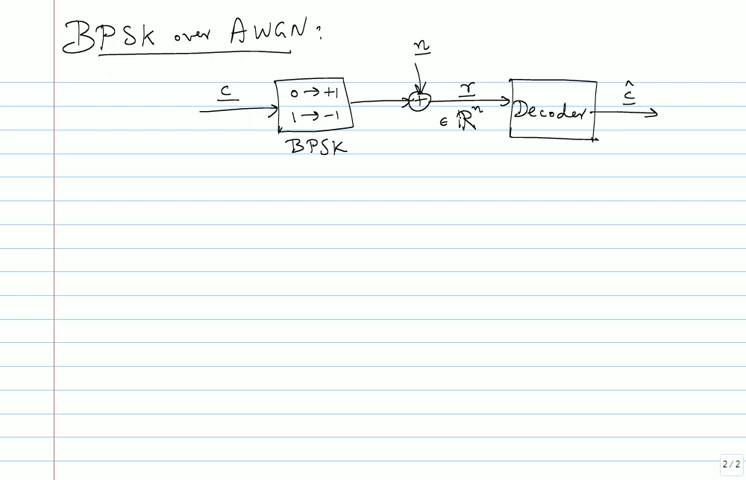 BPSK over AWGN:
n
c
0 → +1
1 → -1
BPSK
+
r
∈ ℝⁿ
Decoder
ĉ
2/2